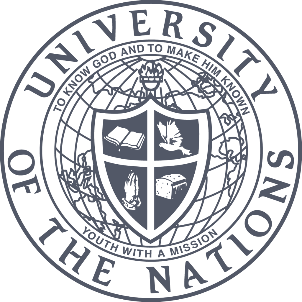 UNIVERSITY
OF THE NATIONS
TO KNOW GOD AND TO MAKE HIM KNOWN
YOUTH WITH A MISSION